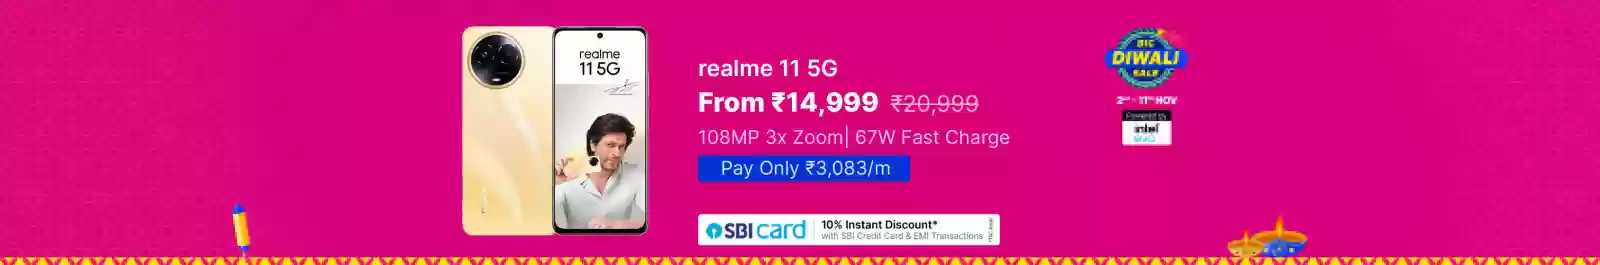 realme
11 5G
realme 11 5G
From ₹14,999 ₹20,999
108MP 3x Zoom| 67W Fast Charge
Pay Only ₹3,083/m
SBI card
10% Instant Discount*
with SBI Credit Card & EMI Transactions
BIG
DIWALI
SALE
2ND - 11TH NOV
Powered by
intel
evo